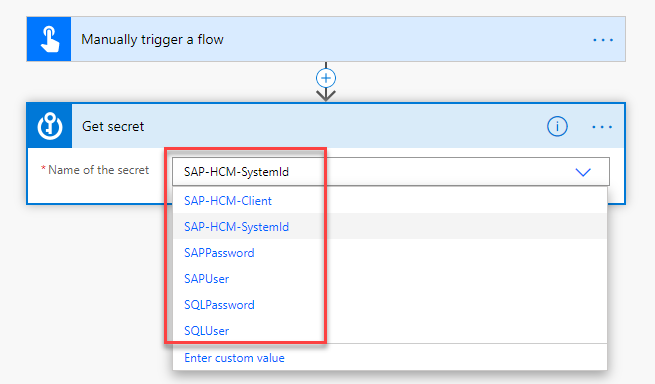 Manually trigger a flow
Get secret
*Name of the secret
SAP-HCM-SystemId
SAP-HCM-Client
SAP-HCM-SystemId
SAPPassword
SAPUser
SQLPassword
SQLUser
Enter custom value